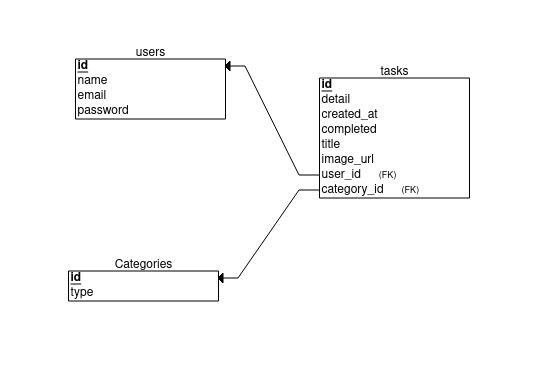 users
id
name
email
password
tasks
id
detail
created_at
completed
title
image_url
user_id (FK)
category_id (FK)
Categories
id
type